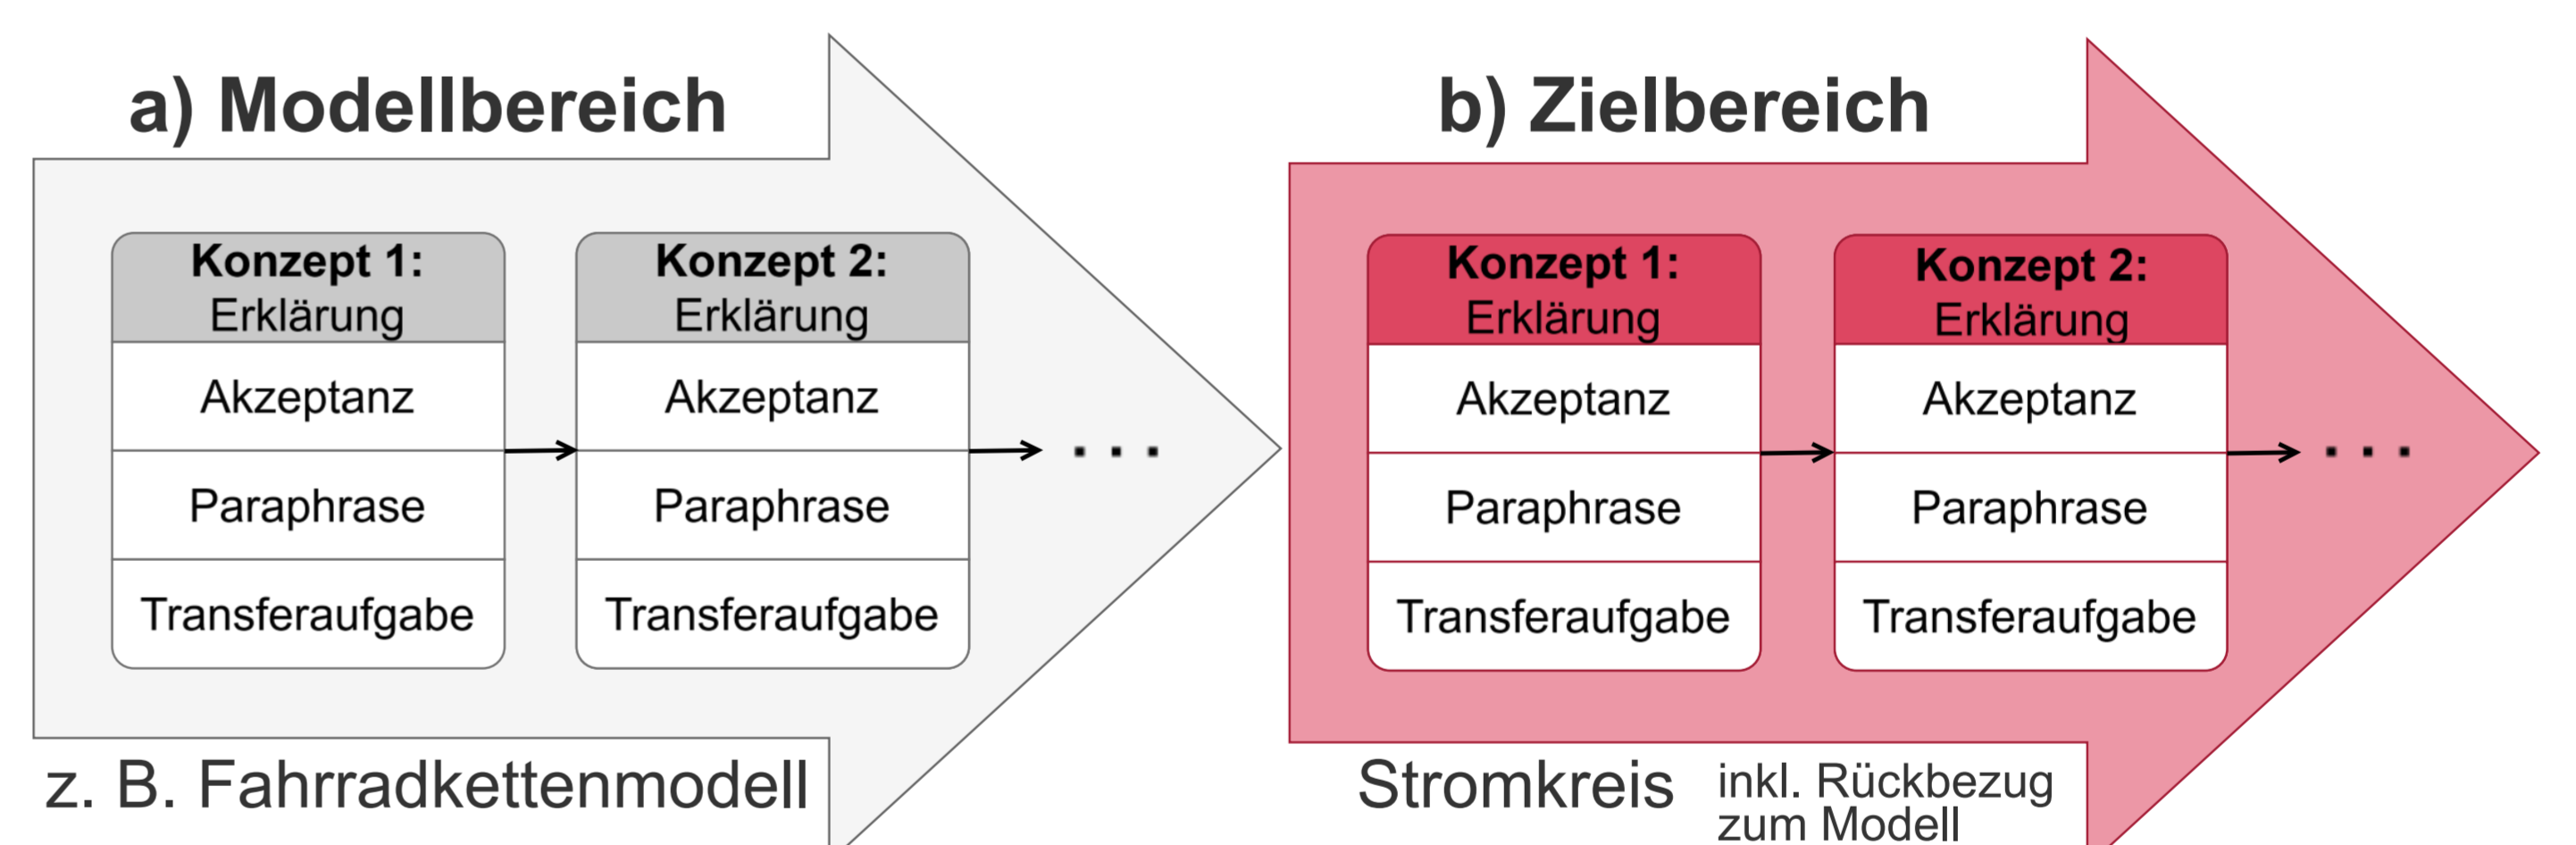 a) Modellbereich
Konzept 1:
Erklärung
Akzeptanz
Paraphrase
Transferaufgabe
Konzept 2:
Erklärung
Akzeptanz
Paraphrase
Transferaufgabe
. . .
z. B. Fahrradkettenmodell
b) Zielbereich
Konzept 1:
Erklärung
Akzeptanz
Paraphrase
Transferaufgabe
Konzept 2:
Erklärung
Akzeptanz
Paraphrase
Transferaufgabe
. . .
Stromkreis
inkl. Rückbezug
zum Modell